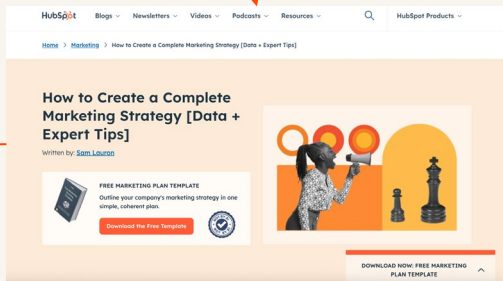 HubSpot
Blogs Newsletters Videos Podcasts Resources HubSpot Products
Home > Marketing > How to Create a Complete Marketing Strategy [Data + Expert Tips]
How to Create a Complete
Marketing Strategy [Data +
Expert Tips]
Written by: Sam Lauron
FREE MARKETING PLAN TEMPLATE
Outline your company's marketing strategy in one
simple, coherent plan.
Download the Free Template
DOWNLOAD NOW: FREE MARKETING
PLAN TEMPLATE